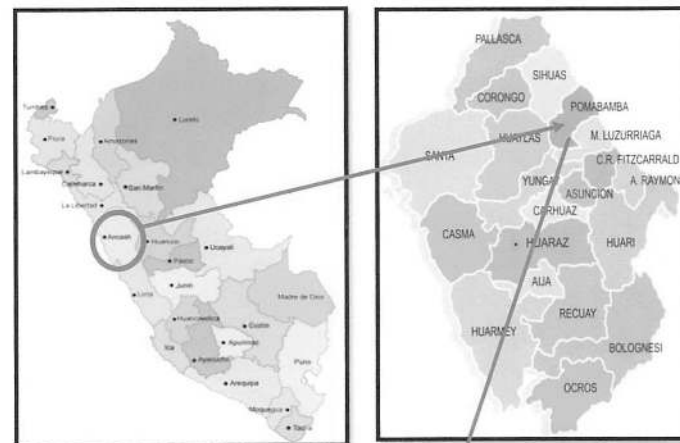 Tumbes
Loreto
Piura
Amazonas
Lambayeque
Cajamarca
San Martín
La Libertad
Ancash
Huanuco
Ucayali
Pasco
Junín
Lima
Madre de Dios
Huancavelica
Cusco
Ica
Apurimac
Ayacucho
Puno
Arequipa
Moquegua
Tacna
PALLASCA
SIHUAS
CORONGO
POMABAMBA
HUAYLAS
M. LUZURRIAGA
SANTA
C.R. FITZCARRALD
YUNGAY
A. RAYMON
ASUNCION
CARHUAZ
CASMA
HUARAZ
HUARI
AIJA
RECUAY
HUARMEY
BOLOGNESI
OCROS